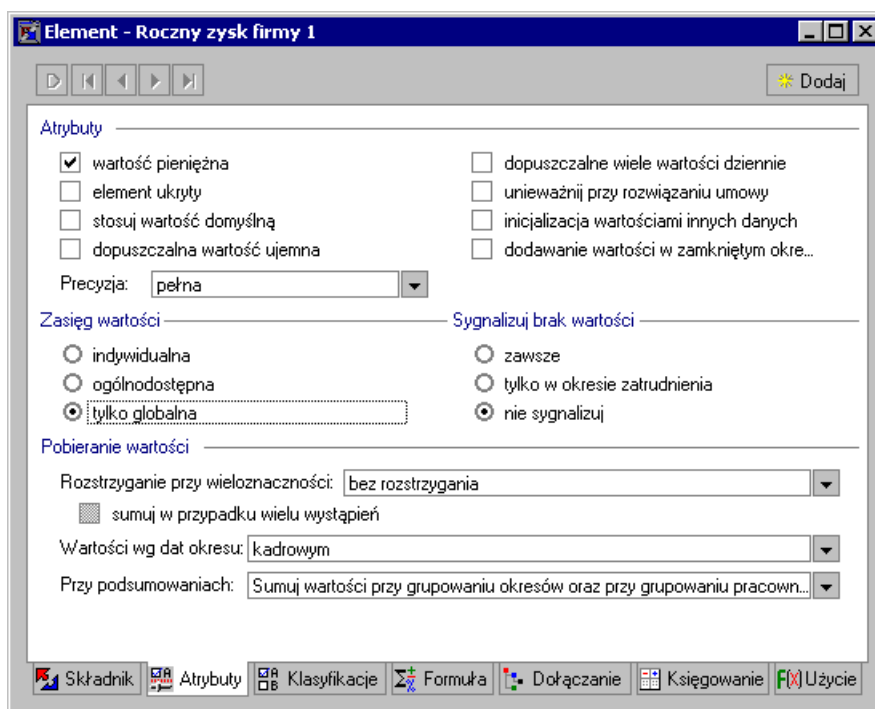 Element - Roczny zysk firmy 1
Dodaj
Atrybuty
wartość pieniężna
dopuszczalne wiele wartości dziennie
element ukryty
unieważnij przy rozwiązaniu umowy
stosuj wartość domyślną
inicjalizacja wartościami innych danych
dopuszczalna wartość ujemna
dodawanie wartości w zamkniętym okre...
Precyzja: pełna
Zasięg wartości
Sygnalizuj brak wartości
indywidualna
zawsze
ogólnodostępna
tylko w okresie zatrudnienia
tylko globalna
nie sygnalizuj
Pobieranie wartości
Rozstrzyganie przy wieloznaczności: bez rozstrzygania
sumuj w przypadku wielu wystąpień
Wartości wg dat okresu: kadrowym
Przy podsumowaniach: Sumuj wartości przy grupowaniu okresów oraz przy grupowaniu pracown...
Składnik Atrybuty Klasyfikacje Formuła Dołączanie Księgowanie F(X) Użycie